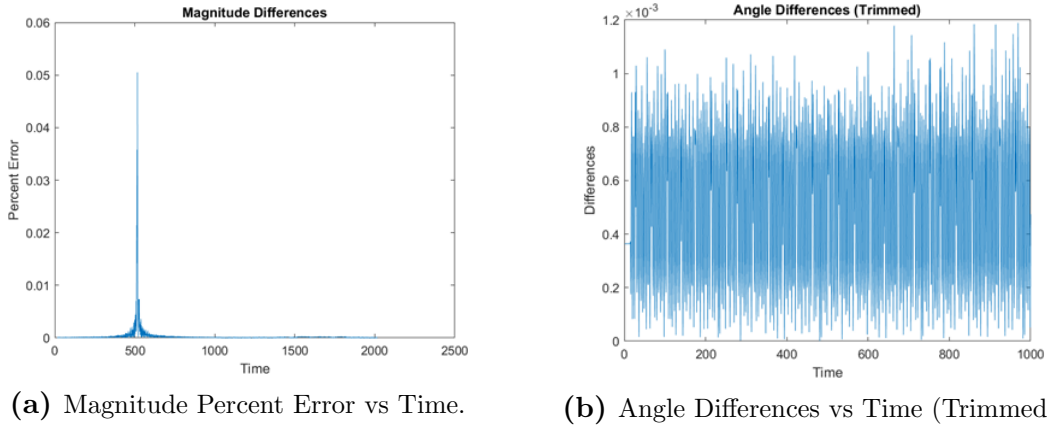 Magnitude Differences
0.06
0.05
0.04
0.03
0.02
0.01
0
Percent Error
0 500 1000 1500 2000 2500
Time
(a) Magnitude Percent Error vs Time.
Angle Differences (Trimmed)
×10⁻³
1.2
1
0.8
0.6
0.4
0.2
0
Differences
0 200 400 600 800 1000
Time
(b) Angle Differences vs Time (Trimmed